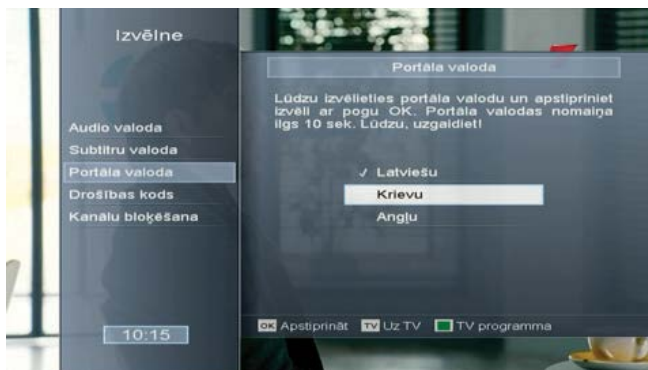 Izvēlne
Audio valoda
Subtitru valoda
Portāla valoda
Drošības kods
Kanālu bloķēšana
10:15
Portāla valoda
Lūdzu izvēlieties portāla valodu un apstipriniet
izvēli ar pogu OK. Portāla valodas nomaiņa
ilgs 10 sek. Lūdzu, uzgaidiet!
✓ Latviešu
Krievu
Angļu
OK Apstiprināt TV Uz TV TV programma